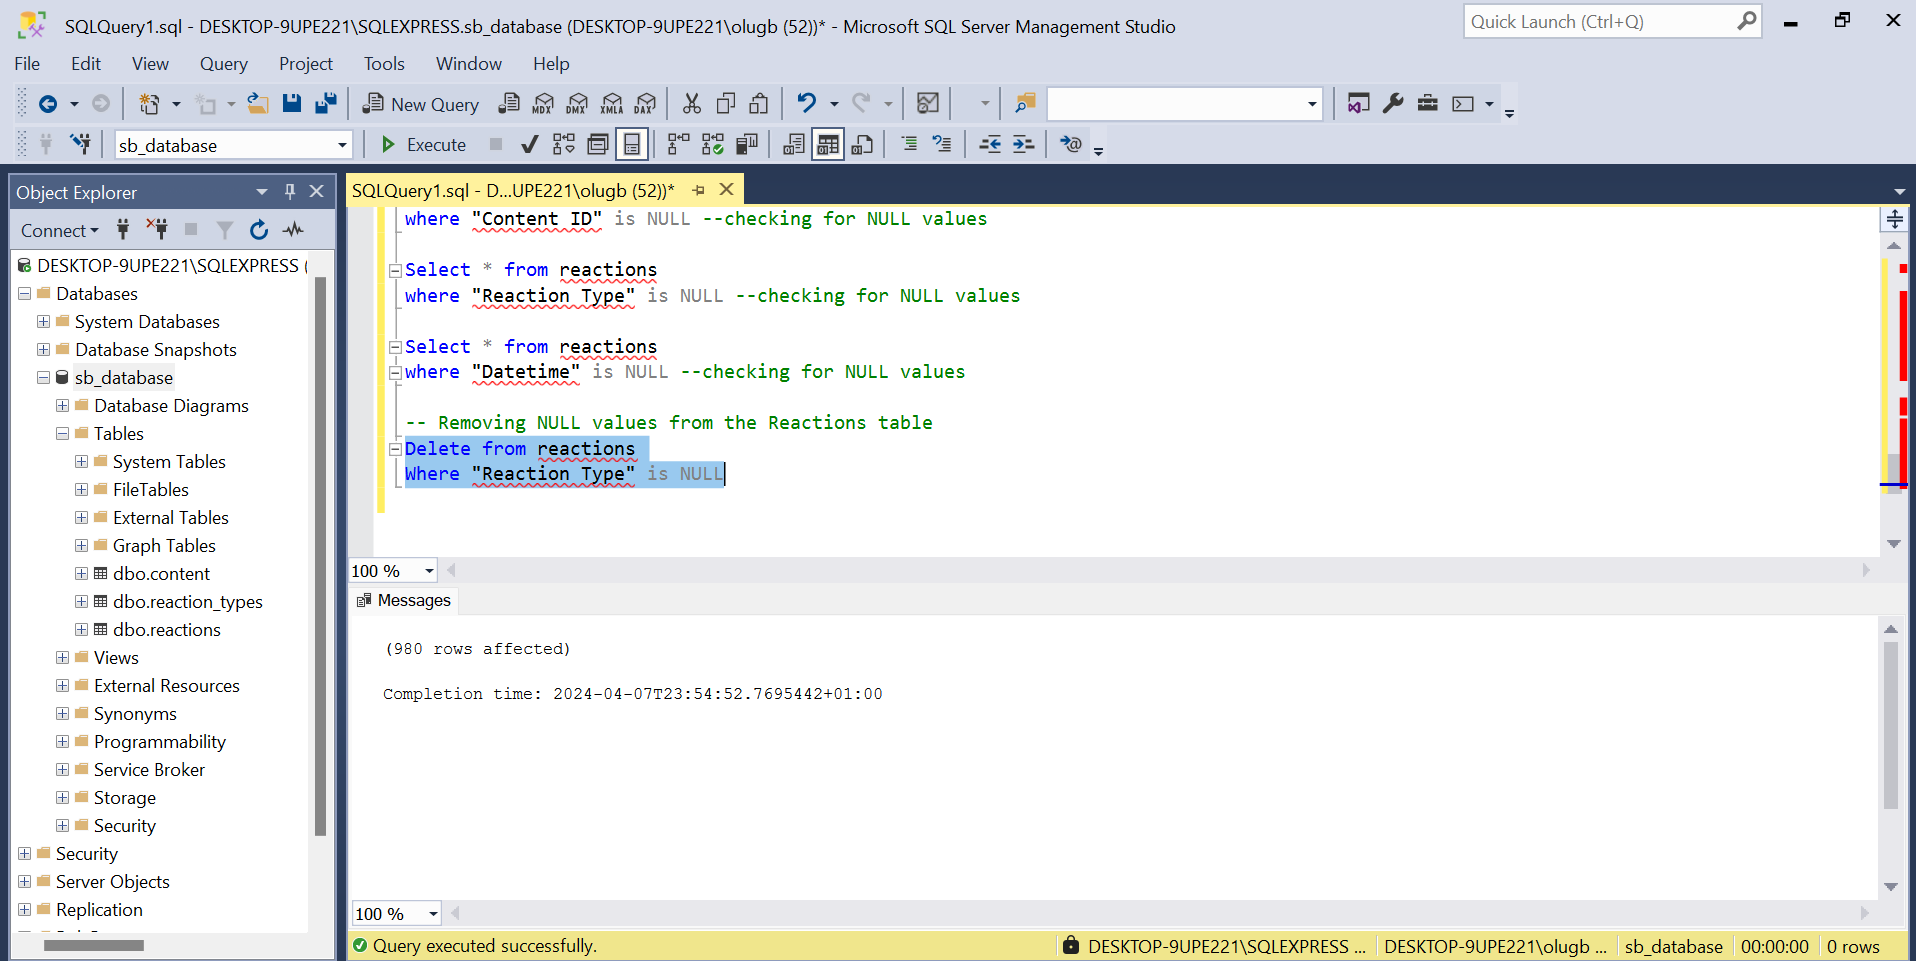 SQLQuery1.sql - DESKTOP-9UPE221\SQLEXPRESS.sb_database (DESKTOP-9UPE221\olugb (52))* - Microsoft SQL Server Management Studio
Quick Launch (Ctrl+Q)
File Edit View Query Project Tools Window Help
New Query MDX DMX XMLA DAX
sb_database Execute
Object Explorer
Connect
DESKTOP-9UPE221\SQLEXPRESS (
Databases
System Databases
Database Snapshots
sb_database
Database Diagrams
Tables
System Tables
FileTables
External Tables
Graph Tables
dbo.content
dbo.reaction_types
dbo.reactions
Views
External Resources
Synonyms
Programmability
Service Broker
Storage
Security
Security
Server Objects
Replication
SQLQuery1.sql - D...UPE221\olugb (52))*
where "Content ID" is NULL --checking for NULL values
Select * from reactions
where "Reaction Type" is NULL --checking for NULL values
Select * from reactions
where "Datetime" is NULL --checking for NULL values
-- Removing NULL values from the Reactions table
Delete from reactions
Where "Reaction Type" is NULL
100 %
Messages
(980 rows affected)
Completion time: 2024-04-07T23:54:52.7695442+01:00
100 %
Query executed successfully. DESKTOP-9UPE221\SQLEXPRESS ... DESKTOP-9UPE221\olugb ... sb_database 00:00:00 0 rows